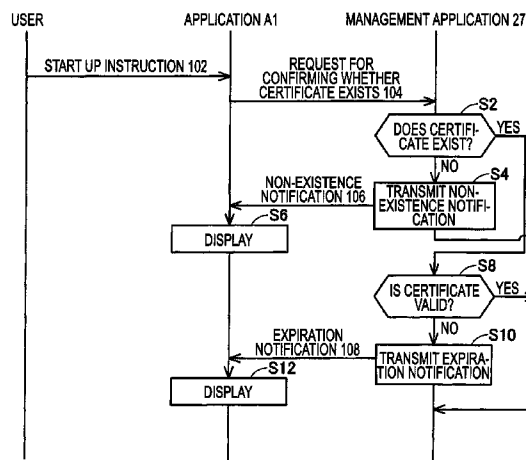 USER
APPLICATION A1
MANAGEMENT APPLICATION 27
START UP INSTRUCTION 102
REQUEST FOR
CONFIRMING WHETHER
CERTIFICATE EXISTS 104
S2
DOES CERTIFI-
CATE EXIST?
YES
NO
S4
NON-EXISTENCE
NOTIFICATION 106
TRANSMIT NON-
EXISTENCE NOTIFI-
CATION
S6
DISPLAY
S8
IS CERTIFICATE
VALID?
YES
NO
S10
EXPIRATION
NOTIFICATION 108
TRANSMIT EXPIRA-
TION NOTIFICATION
S12
DISPLAY